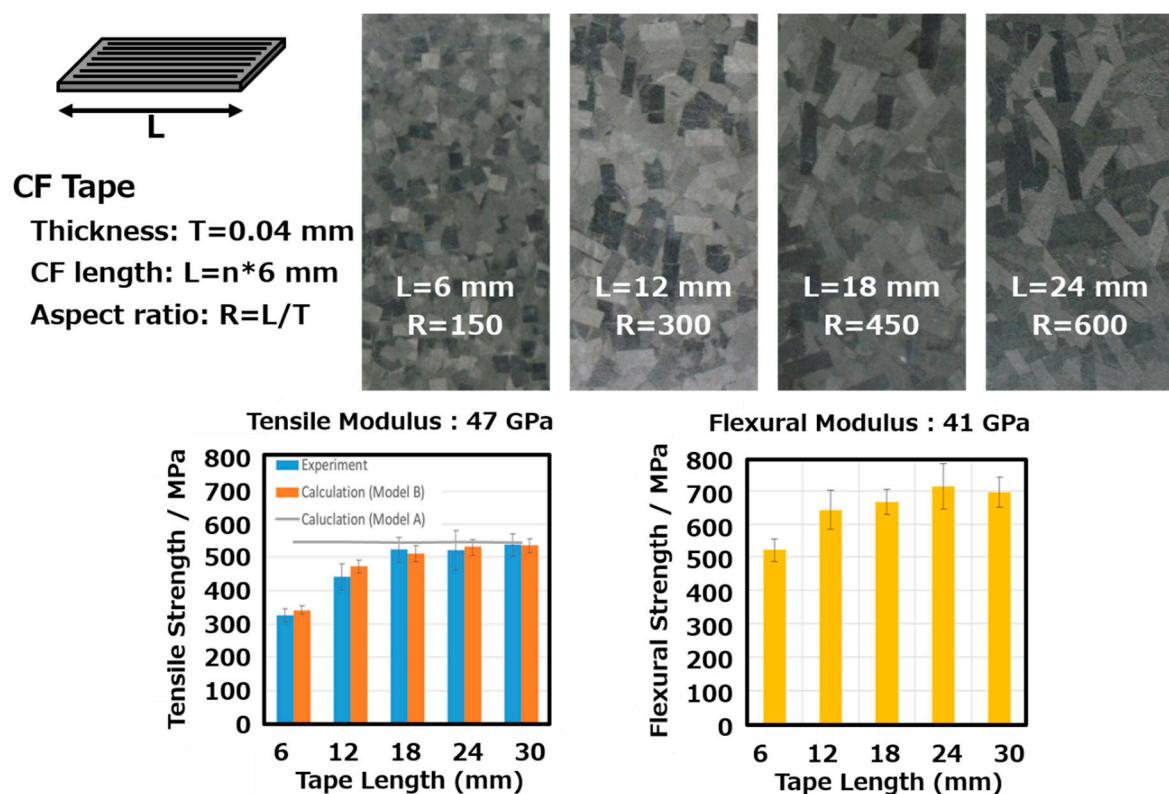 L
CF Tape
Thickness: T=0.04 mm
CF length: L=n*6 mm
Aspect ratio: R=L/T
L=6 mm
R=150
L=12 mm
R=300
L=18 mm
R=450
L=24 mm
R=600
Tensile Modulus : 47 GPa
Tensile Strength / MPa
800
700
600
500
400
300
200
100
0
Experiment
Calculation (Model B)
Caluclation (Model A)
6 12 18 24 30
Tape Length (mm)
Flexural Modulus : 41 GPa
Flexural Strength / MPa
800
700
600
500
400
300
200
100
0
6 12 18 24 30
Tape Length (mm)